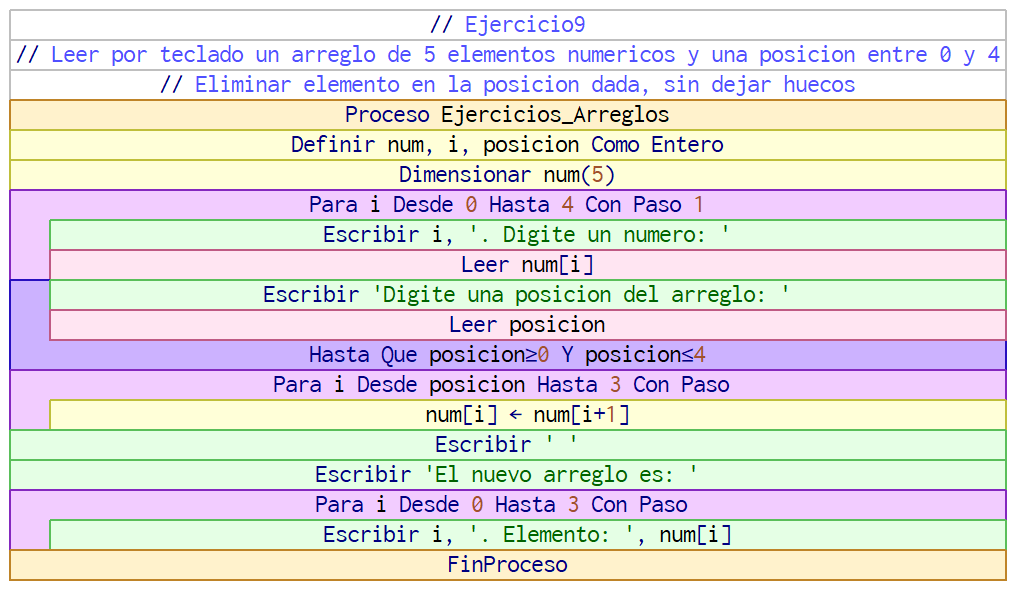 // Ejercicio9
// Leer por teclado un arreglo de 5 elementos numericos y una posicion entre 0 y 4
// Eliminar elemento en la posicion dada, sin dejar huecos
Proceso Ejercicios_Arreglos
Definir num, i, posicion Como Entero
Dimensionar num(5)
Para i Desde 0 Hasta 4 Con Paso 1
Escribir i, '. Digite un numero: '
Leer num[i]
Escribir 'Digite una posicion del arreglo: '
Leer posicion
Hasta Que posicion≥0 Y posicion≤4
Para i Desde posicion Hasta 3 Con Paso
num[i] ← num[i+1]
Escribir ' '
Escribir 'El nuevo arreglo es: '
Para i Desde 0 Hasta 3 Con Paso
Escribir i, '. Elemento: ', num[i]
FinProceso